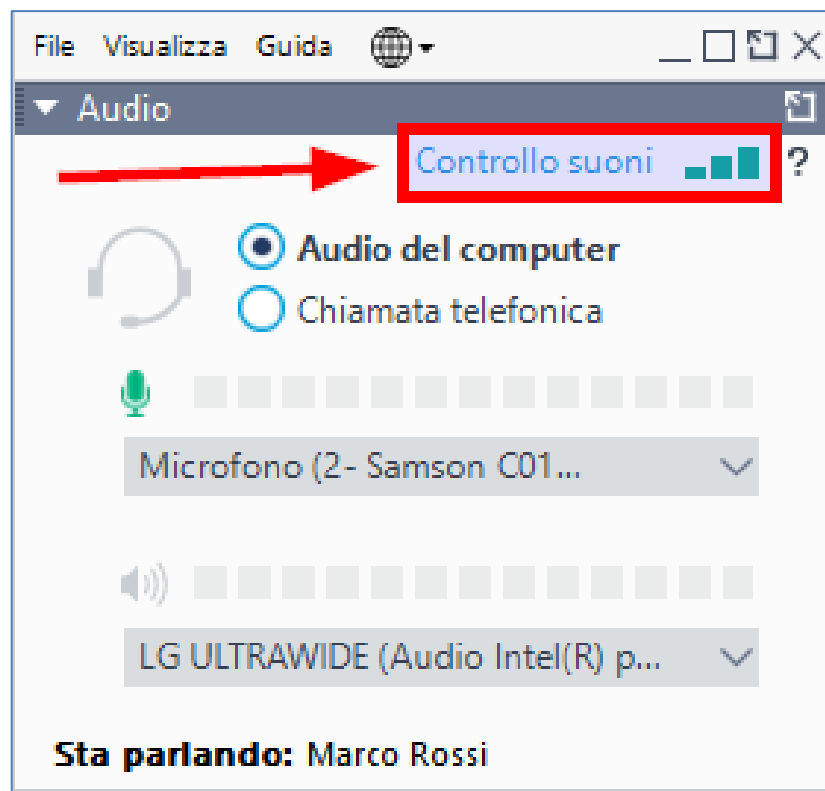 File Visualizza Guida
Audio
Controllo suoni ?
Audio del computer
Chiamata telefonica
Microfono (2- Samson C01...
LG ULTRAWIDE (Audio Intel(R) p...
Sta parlando: Marco Rossi